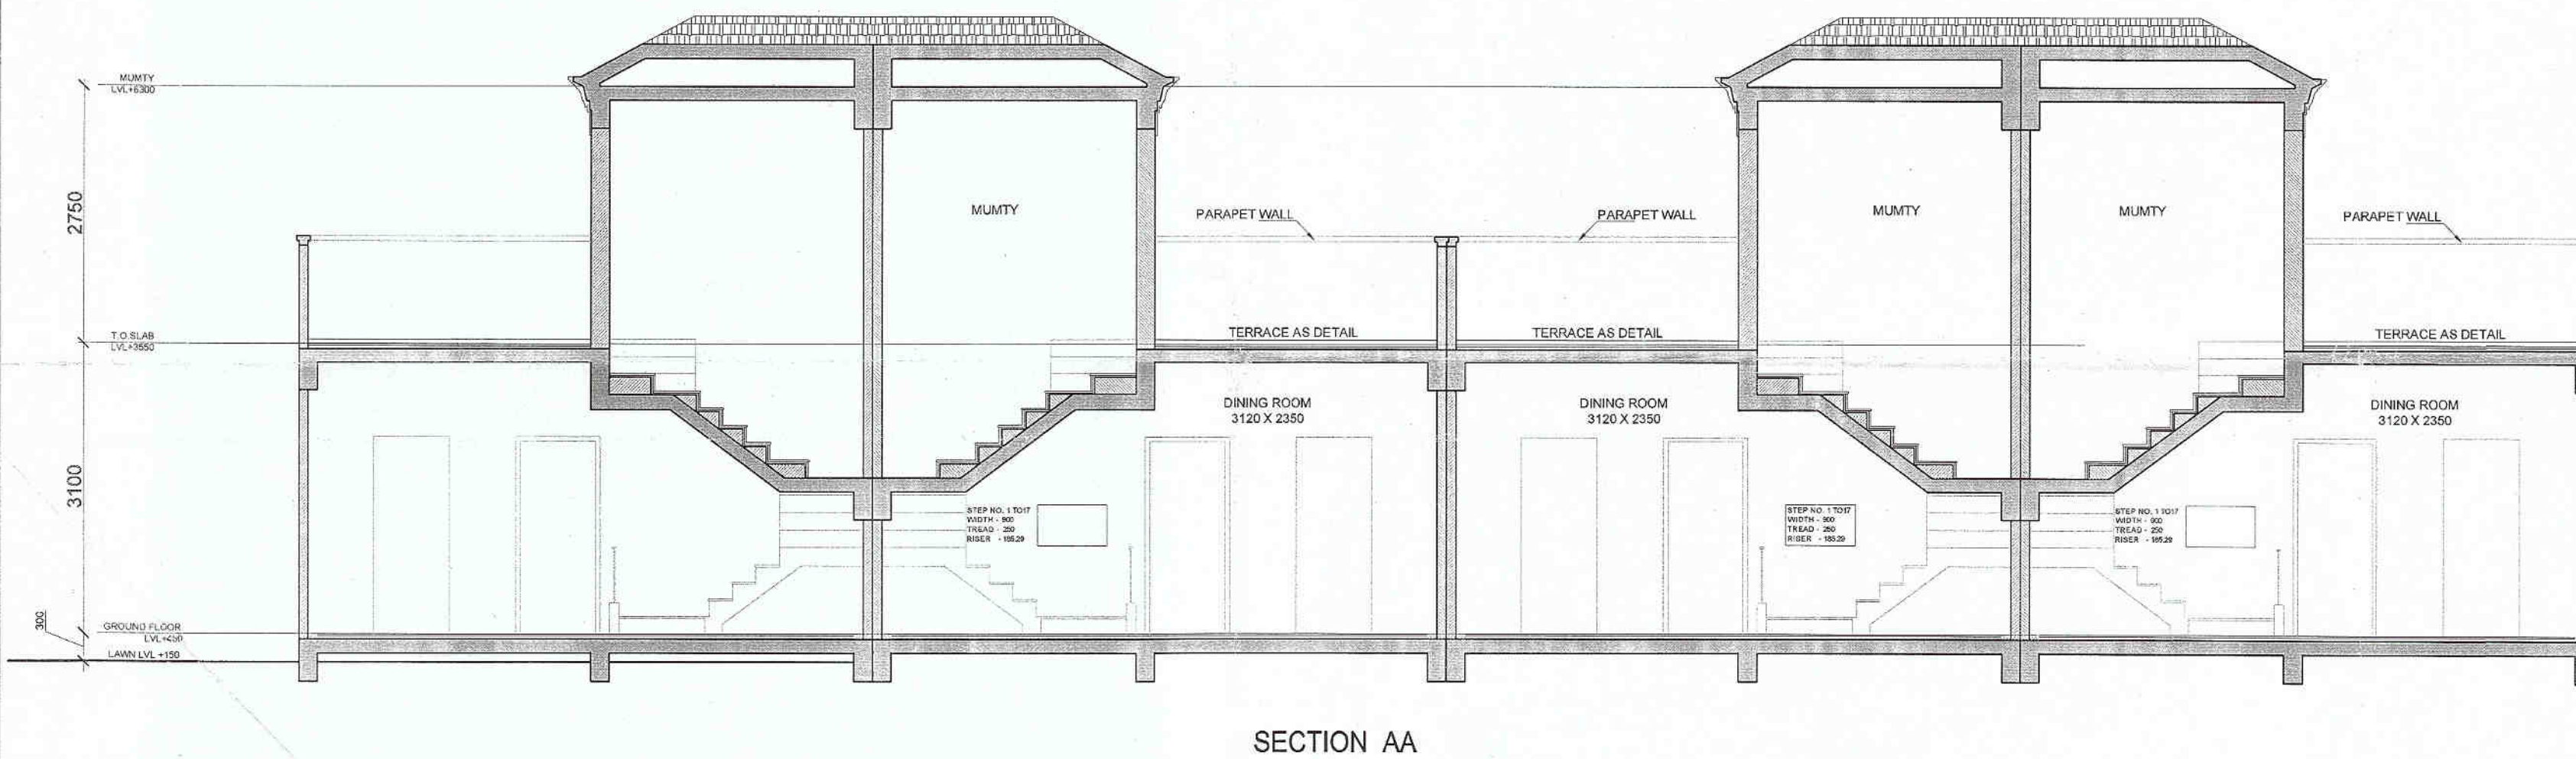 MUMTY
LVL+6300
2750
MUMTY
PARAPET WALL
PARAPET WALL
MUMTY
MUMTY
PARAPET WALL
T.O.SLAB
LVL+3550
TERRACE AS DETAIL
TERRACE AS DETAIL
TERRACE AS DETAIL
DINING ROOM
3120 X 2350
DINING ROOM
3120 X 2350
DINING ROOM
3120 X 2350
3100
STEP NO. 1 TO17
WIDTH - 900
TREAD - 250
RISER - 185.29
STEP NO. 1 TO17
WIDTH - 900
TREAD - 250
RISER - 185.29
STEP NO. 1 TO17
WIDTH - 900
TREAD - 250
RISER - 185.29
300
GROUND FLOOR
LVL+450
LAWN LVL +150
SECTION AA